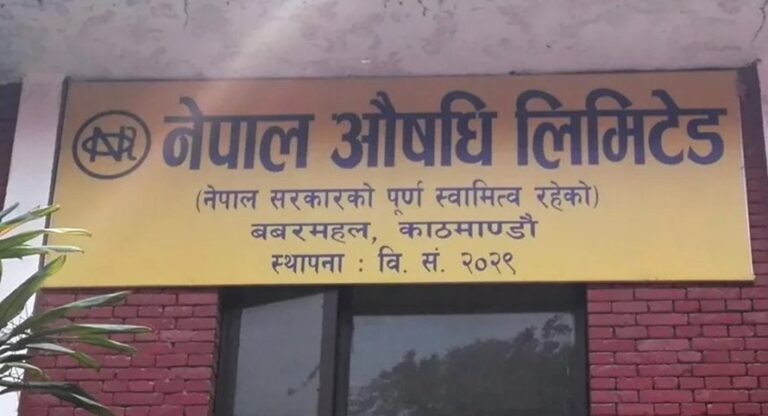 नेपाल औषधि लिमिटेड
(नेपाल सरकारको पूर्ण स्वामित्व रहेको)
बबरमहल, काठमाण्डौ
स्थापना : वि. सं. २०२९